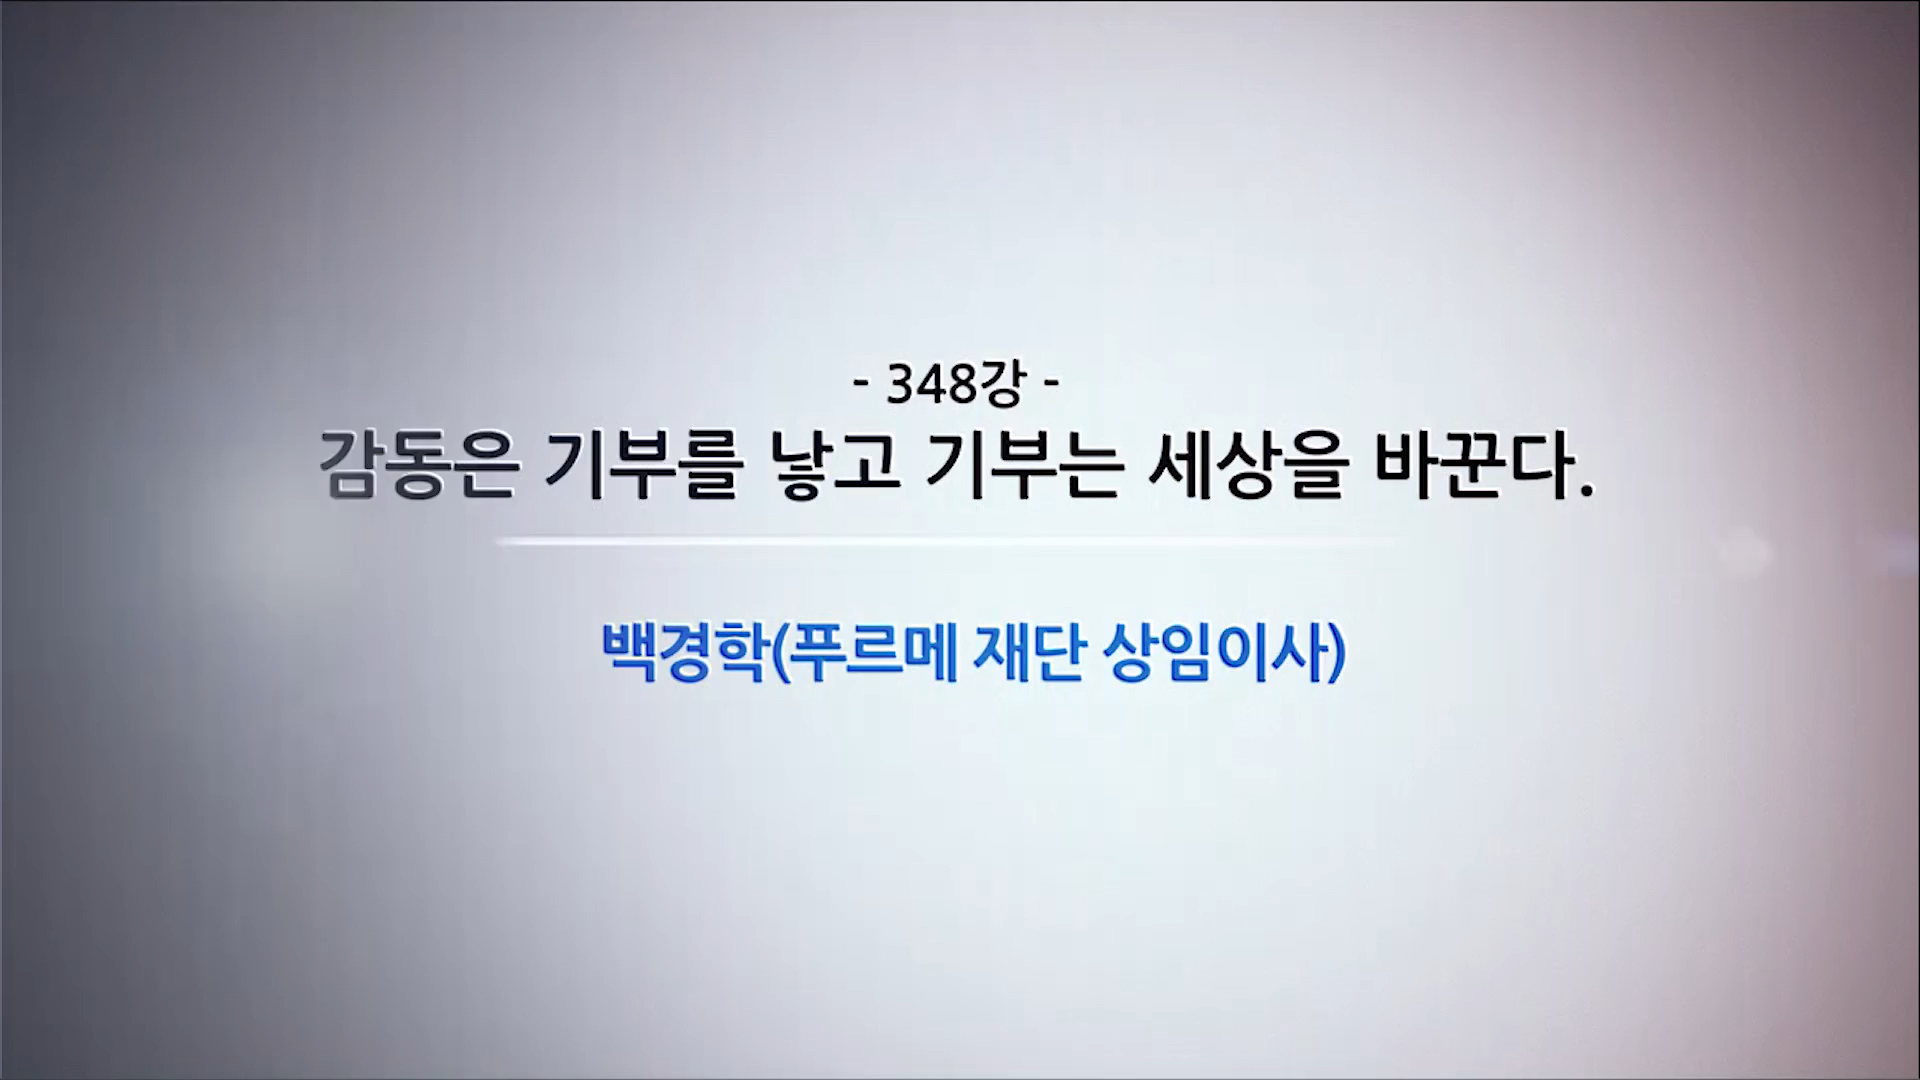 - 348강 -
감동은 기부를 낳고 기부는 세상을 바꾼다.
백경학(푸르메 재단 상임이사)